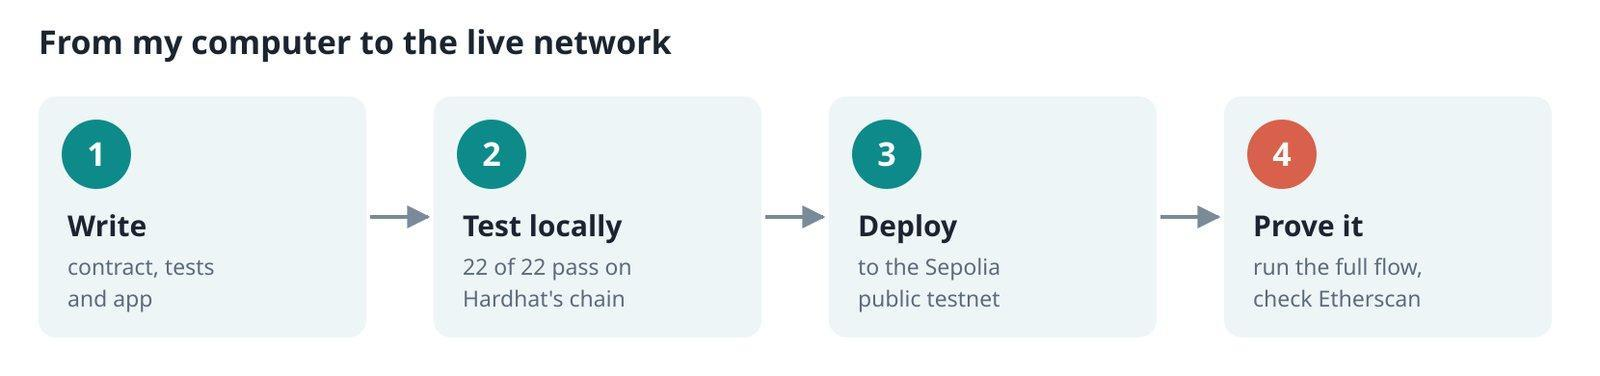 From my computer to the live network
1
Write
contract, tests
and app
2
Test locally
22 of 22 pass on
Hardhat's chain
3
Deploy
to the Sepolia
public testnet
4
Prove it
run the full flow,
check Etherscan